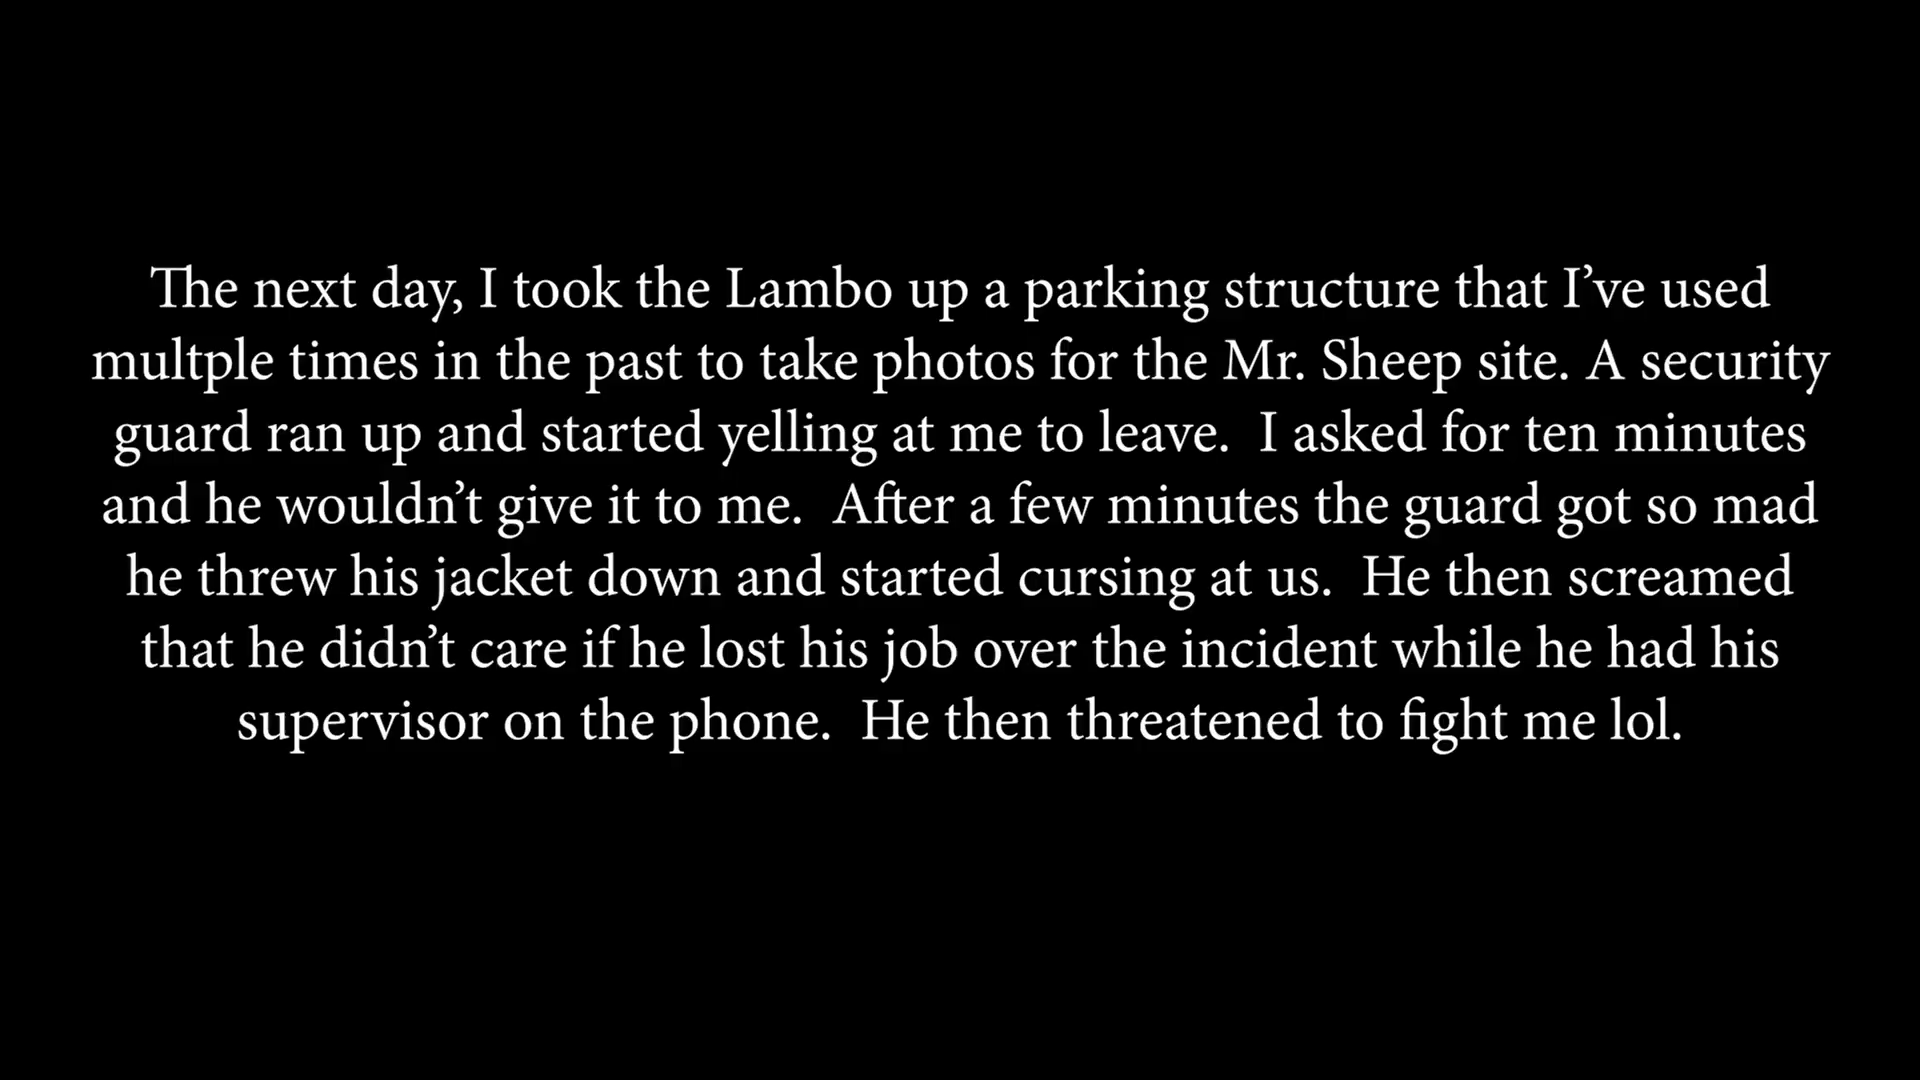 The next day, I took the Lambo up a parking structure that I’ve used
multple times in the past to take photos for the Mr. Sheep site. A security
guard ran up and started yelling at me to leave.  I asked for ten minutes
and he wouldn’t give it to me.  After a few minutes the guard got so mad
he threw his jacket down and started cursing at us.  He then screamed
that he didn’t care if he lost his job over the incident while he had his
supervisor on the phone.  He then threatened to fight me lol.